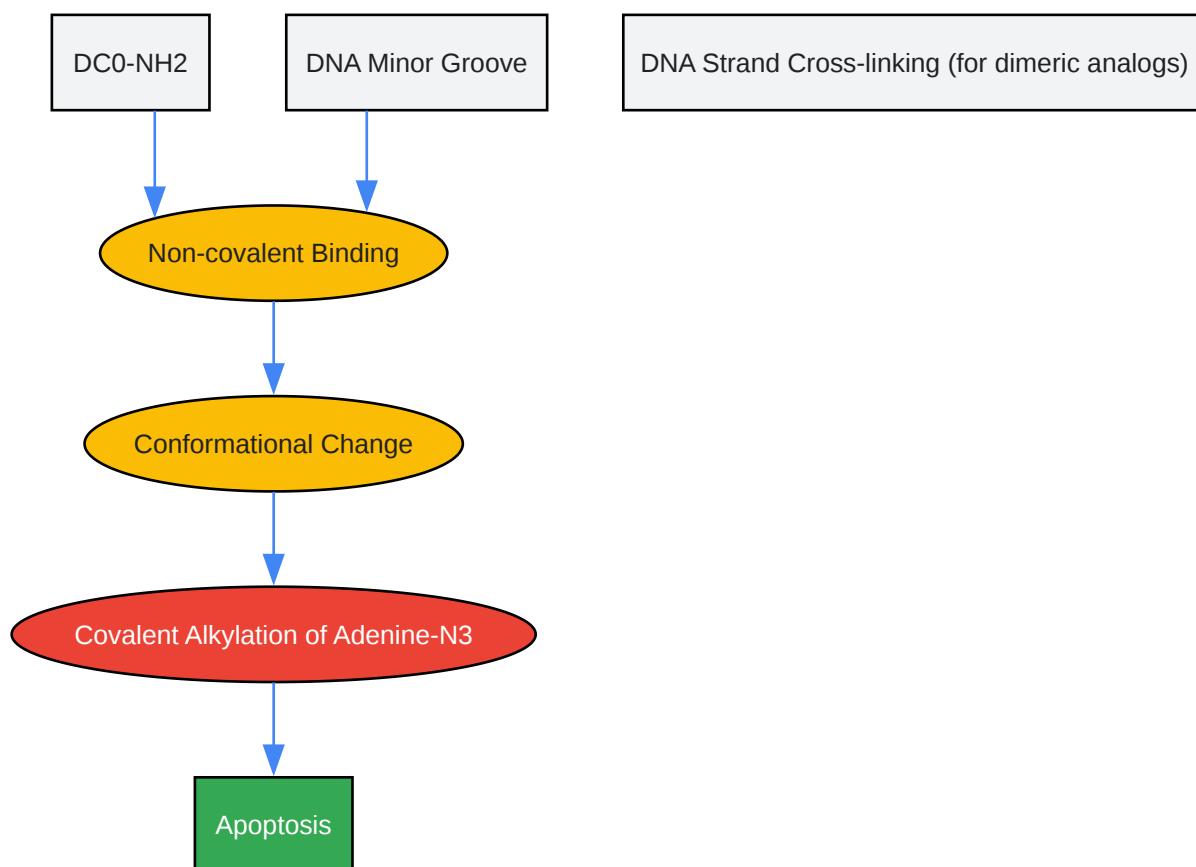 DC0-NH2
DNA Minor Groove
DNA Strand Cross-linking (for dimeric analogs)
Non-covalent Binding
Conformational Change
Covalent Alkylation of Adenine-N3
Apoptosis